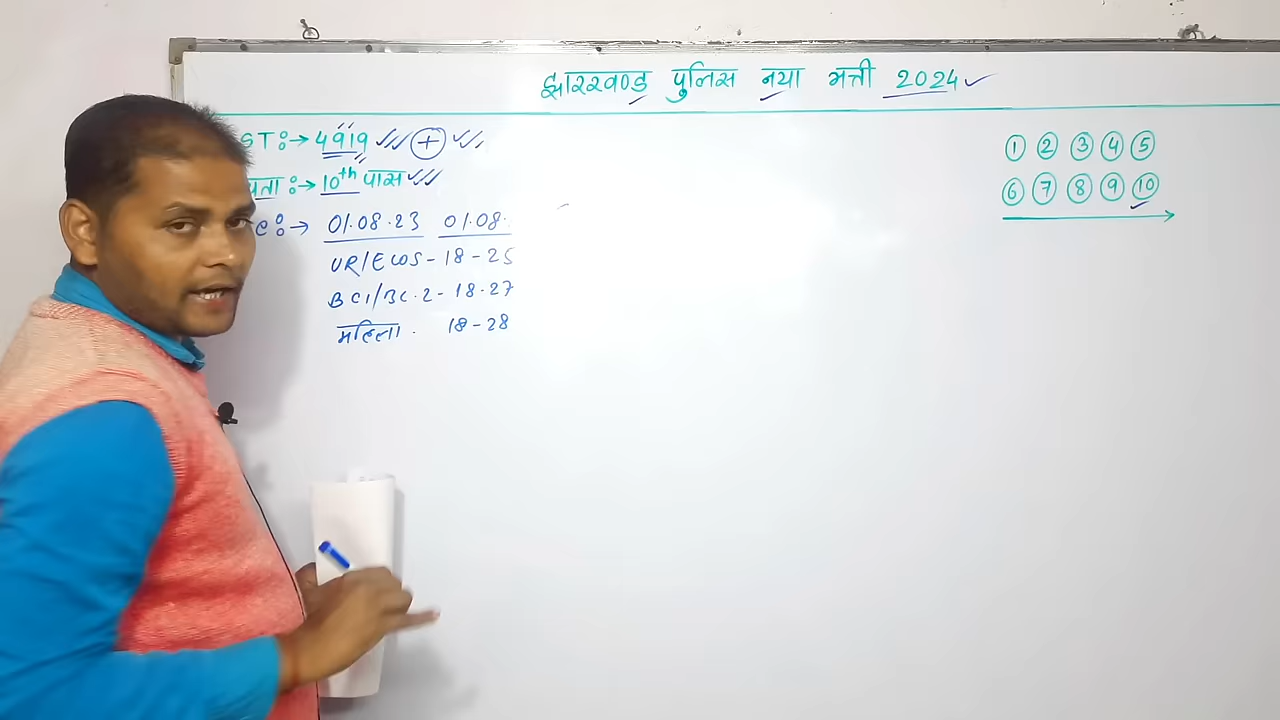 झारखण्ड पुलिस नया भर्ती 2024
ST :→ 4919 +
यता :→ 10th पास
e :→ 01.08.23 01.08.
UR/EWS - 18 - 25
BC1/BC.2 - 18.27
महिला . 18 - 28
1 2 3 4 5
6 7 8 9 10